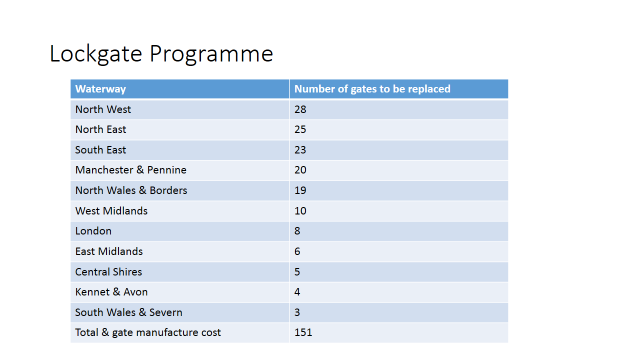 Lockgate Programme
Waterway Number of gates to be replaced
North West 28
North East 25
South East 23
Manchester & Pennine 20
North Wales & Borders 19
West Midlands 10
London 8
East Midlands 6
Central Shires 5
Kennet & Avon 4
South Wales & Severn 3
Total & gate manufacture cost 151